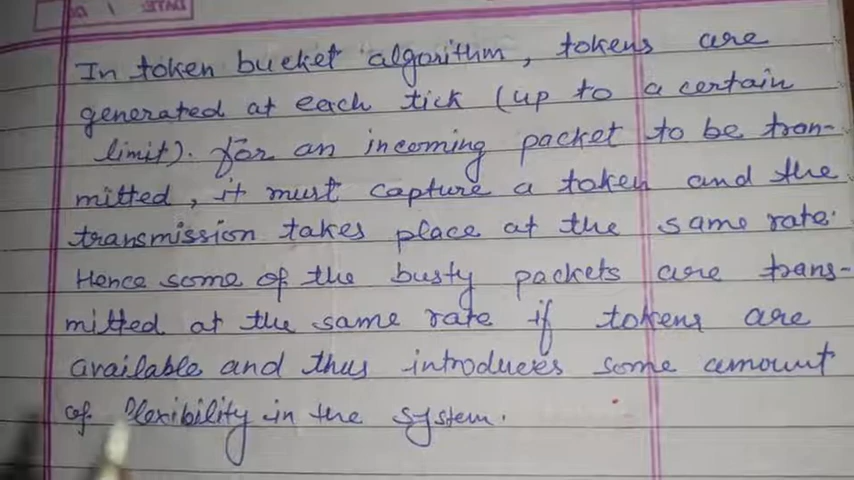 In token bucket algorithm, tokens are
generated at each tick (up to a certain
limit). For an incoming packet to be tran-
mitted, it must capture a token and the
transmission takes place at the same rate.
Hence some of the busty packets are trans-
mitted at the same rate if tokens are
available and thus introduces some amount
of flexibility in the system.